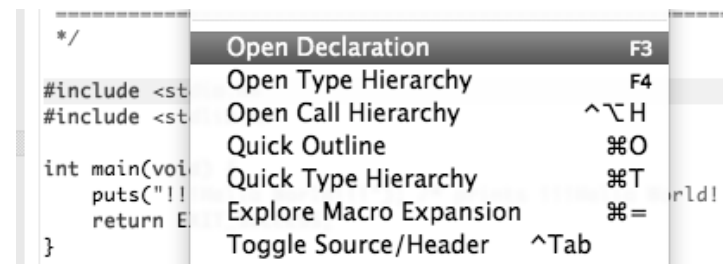 */
Open Declaration F3
#include <st
Open Type Hierarchy F4
#include <st
Open Call Hierarchy ^⌥H
Quick Outline ⌘O
int main(voi
Quick Type Hierarchy ⌘T
puts("!! rld!
Explore Macro Expansion ⌘=
return E
Toggle Source/Header ^Tab
}